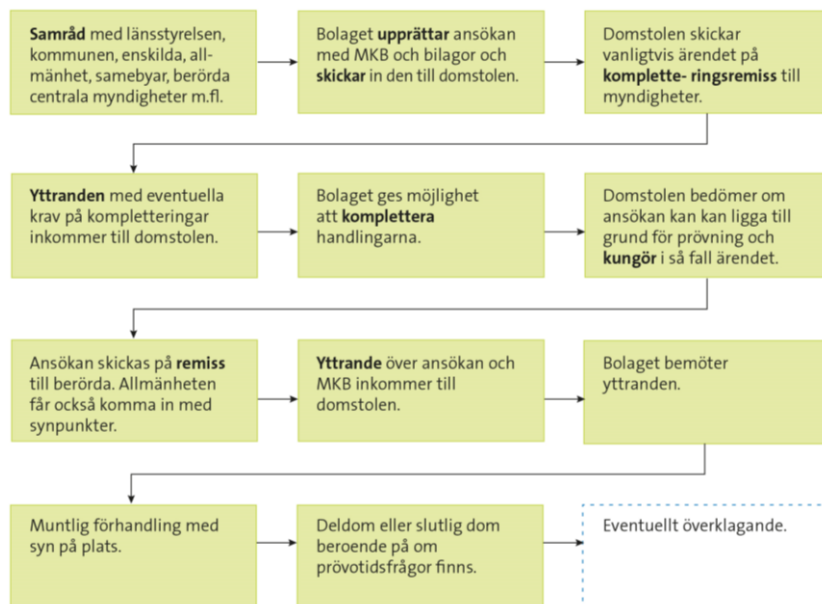 Samråd med länsstyrelsen,
kommunen, enskilda, all-
mänhet, samebyar, berörda
centrala myndigheter m.fl.
Bolaget upprättar ansökan
med MKB och bilagor och
skickar in den till domstolen.
Domstolen skickar
vanligtvis ärendet på
komplette- ringsremiss till
myndigheter.
Yttranden med eventuella
krav på kompletteringar
inkommer till domstolen.
Bolaget ges möjlighet
att komplettera
handlingarna.
Domstolen bedömer om
ansökan kan kan ligga till
grund för prövning och
kungör i så fall ärendet.
Ansökan skickas på remiss
till berörda. Allmänheten
får också komma in med
synpunkter.
Yttrande över ansökan och
MKB inkommer till
domstolen.
Bolaget bemöter
yttranden.
Muntlig förhandling med
syn på plats.
Deldom eller slutlig dom
beroende på om
prövotidsfrågor finns.
Eventuellt överklagande.